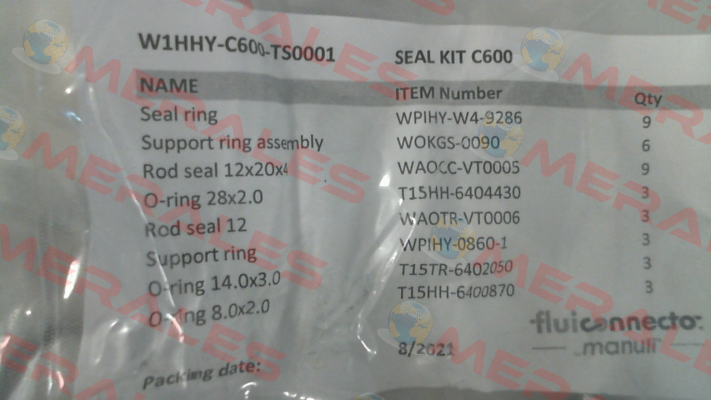 W1HHY-C600-TS0001 SEAL KIT C600
NAME ITEM Number Qty
Seal ring WPIHY-W4-9286 9
Support ring assembly WOKGS-0090 6
Rod seal 12x20x4 WAOCC-VT0005 9
O-ring 28x2.0 T15HH-6404430 3
Rod seal 12 WAOTR-VT0006 3
Support ring WPIHY-0860-1 3
O-ring 14.0x3.0 T15TR-6402050 3
O-ring 8.0x2.0 T15HH-6400870 3
fluiconnecto
manuli
Packing date: 8/2021
MERALES